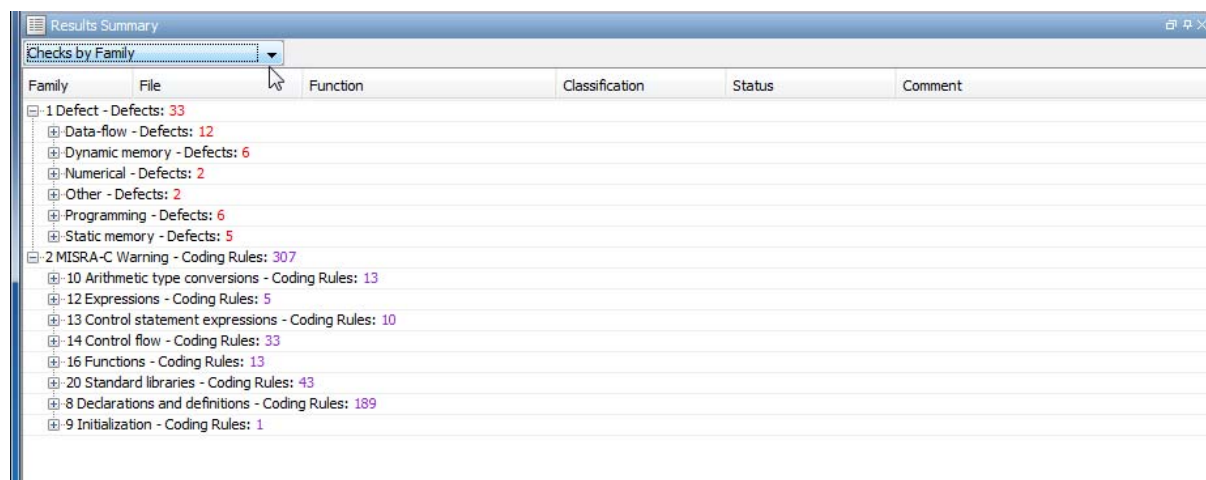 Results Summary
Checks by Family
Family File Function Classification Status Comment
1 Defect - Defects: 33
Data-flow - Defects: 12
Dynamic memory - Defects: 6
Numerical - Defects: 2
Other - Defects: 2
Programming - Defects: 6
Static memory - Defects: 5
2 MISRA-C Warning - Coding Rules: 307
10 Arithmetic type conversions - Coding Rules: 13
12 Expressions - Coding Rules: 5
13 Control statement expressions - Coding Rules: 10
14 Control flow - Coding Rules: 33
16 Functions - Coding Rules: 13
20 Standard libraries - Coding Rules: 43
8 Declarations and definitions - Coding Rules: 189
9 Initialization - Coding Rules: 1